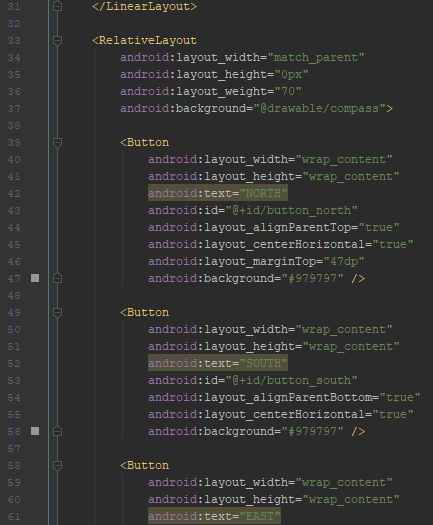 31 </LinearLayout>
32
33 <RelativeLayout
34 android:layout_width="match_parent"
35 android:layout_height="0px"
36 android:layout_weight="70"
37 android:background="@drawable/compass">
38
39 <Button
40 android:layout_width="wrap_content"
41 android:layout_height="wrap_content"
42 android:text="NORTH"
43 android:id="@+id/button_north"
44 android:layout_alignParentTop="true"
45 android:layout_centerHorizontal="true"
46 android:layout_marginTop="47dp"
47 android:background="#979797" />
48
49 <Button
50 android:layout_width="wrap_content"
51 android:layout_height="wrap_content"
52 android:text="SOUTH"
53 android:id="@+id/button_south"
54 android:layout_alignParentBottom="true"
55 android:layout_centerHorizontal="true"
56 android:background="#979797" />
57
58 <Button
59 android:layout_width="wrap_content"
60 android:layout_height="wrap_content"
61 android:text="EAST"